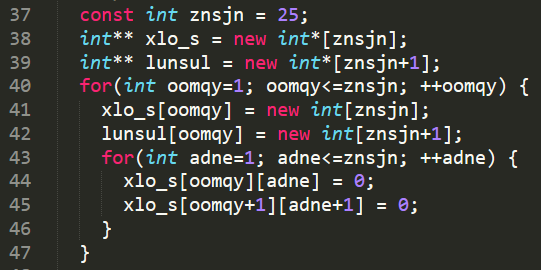 37 const int znsjn = 25;
38 int** xlo_s = new int*[znsjn];
39 int** lunsul = new int*[znsjn+1];
40 for(int oomqy=1; oomqy<=znsjn; ++oomqy) {
41 xlo_s[oomqy] = new int[znsjn];
42 lunsul[oomqy] = new int[znsjn+1];
43 for(int adne=1; adne<=znsjn; ++adne) {
44 xlo_s[oomqy][adne] = 0;
45 xlo_s[oomqy+1][adne+1] = 0;
46 }
47 }